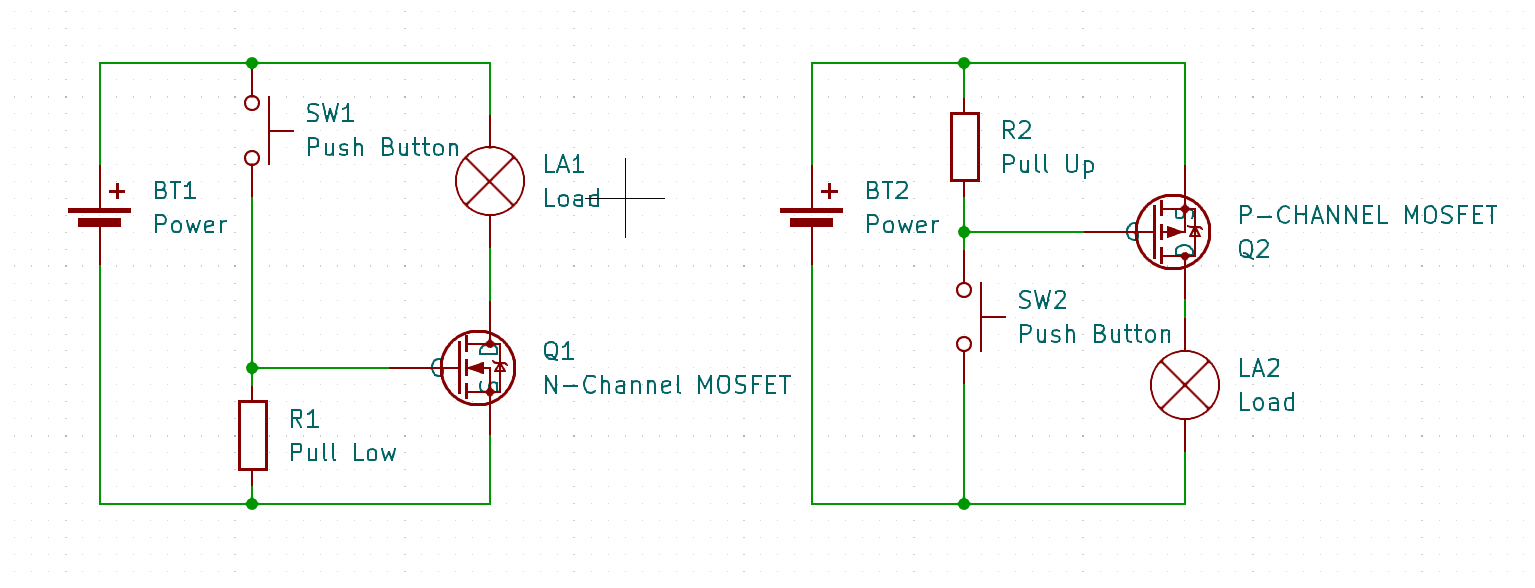 SW1
Push Button
BT1
Power
LA1
Load
D
S
Q1
N-Channel MOSFET
R1
Pull Low
R2
Pull Up
BT2
Power
S
D
P-CHANNEL MOSFET
Q2
SW2
Push Button
LA2
Load